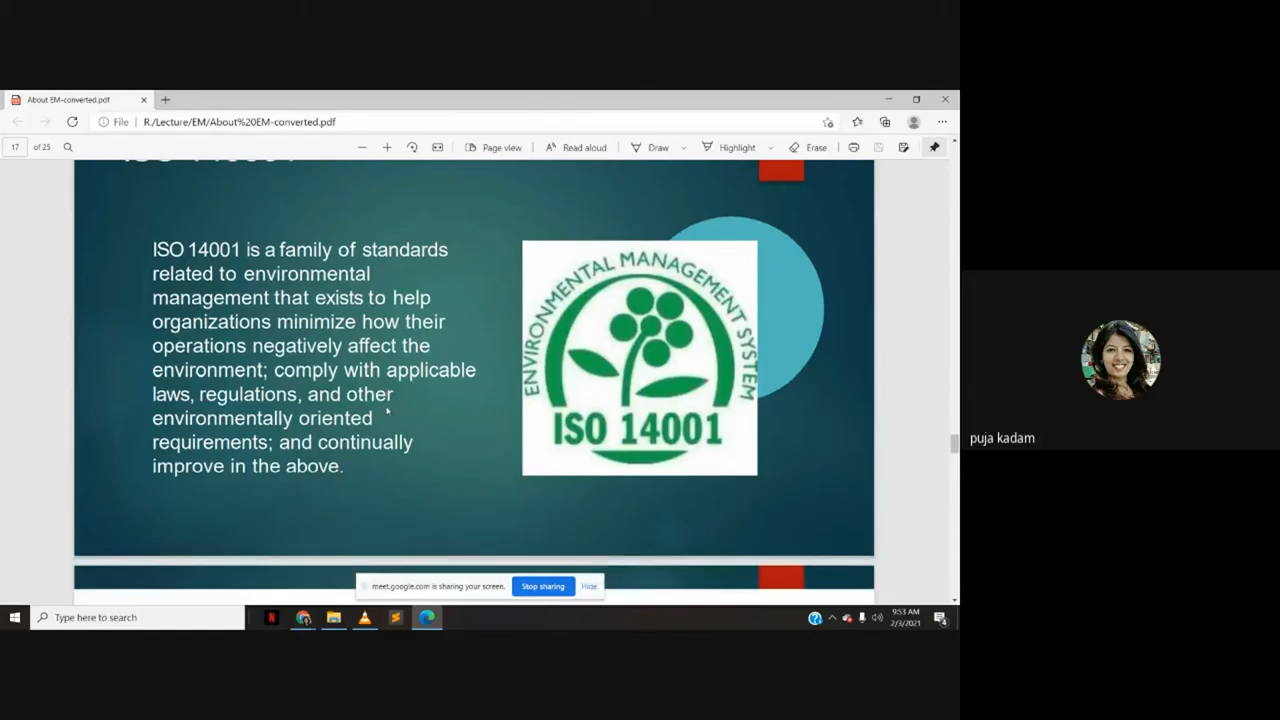 About EM-converted.pdf
File
R:/Lecture/EM/About%20EM-converted.pdf
17 of 25
Page view
Read aloud
Draw
Highlight
Erase
ISO 14001 is a family of standards
related to environmental
management that exists to help
organizations minimize how their
operations negatively affect the
environment; comply with applicable
laws, regulations, and other
environmentally oriented
requirements; and continually
improve in the above.
ENVIRONMENTAL MANAGEMENT SYSTEM
ISO 14001
puja kadam
meet.google.com is sharing your screen.
Stop sharing
Hide
Type here to search
9:53 AM
2/3/2021
4